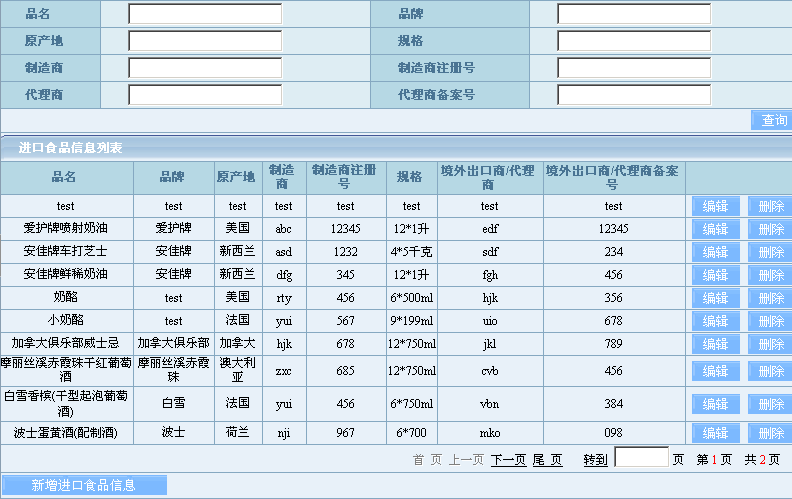 品名 品牌
原产地 规格
制造商 制造商注册号
代理商 代理商备案号
查询
进口食品信息列表
品名 品牌 原产地 制造商 制造商注册号 规格 境外出口商/代理商 境外出口商/代理商备案号
test test test test test test test test 编辑 删除
爱护牌喷射奶油 爱护牌 美国 abc 12345 12*1升 edf 12345 编辑 删除
安佳牌车打芝士 安佳牌 新西兰 asd 1232 4*5千克 sdf 234 编辑 删除
安佳牌鲜稀奶油 安佳牌 新西兰 dfg 345 12*1升 fgh 456 编辑 删除
奶酪 test 美国 rty 456 6*500ml hjk 356 编辑 删除
小奶酪 test 法国 yui 567 9*199ml uio 678 编辑 删除
加拿大俱乐部威士忌 加拿大俱乐部 加拿大 hjk 678 12*750ml jkl 789 编辑 删除
摩丽丝溪赤霞珠干红葡萄酒 摩丽丝溪赤霞珠 澳大利亚 zxc 685 12*750ml cvb 456 编辑 删除
白雪香槟(干型起泡葡萄酒) 白雪 法国 yui 456 6*750ml vbn 384 编辑 删除
波士蛋黄酒(配制酒) 波士 荷兰 nji 967 6*700 mko 098 编辑 删除
首 页 上一页 下一页 尾 页 转到 页 第1页 共2页
新增进口食品信息